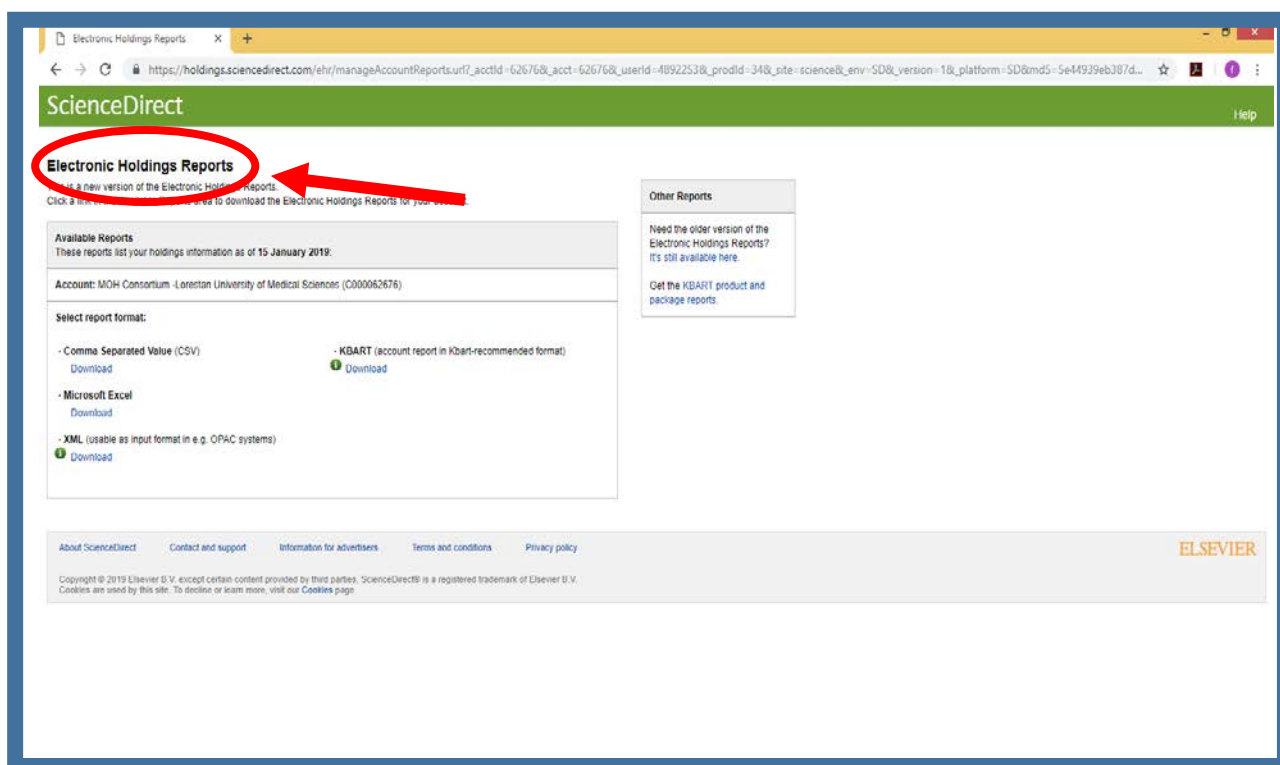 Electronic Holdings Reports
https://holdings.sciencedirect.com/ehr/manageAccountReports.url?_acctId=62676&_acct=62676&_userId=4892253&_prodId=34&_site=science&_env=SD&_version=1&_platform=SD&md5=5e44939eb387d...
ScienceDirect
Help
Electronic Holdings Reports
is a new version of the Electronic Holdings Reports.
Click a link in area to download the Electronic Holdings Reports for your
Available Reports
These reports list your holdings information as of 15 January 2019:
Account: MOH Consortium -Lorestan University of Medical Sciences (C000062676)
Select report format:
- Comma Separated Value (CSV)
Download
- KBART (account report in Kbart-recommended format)
Download
- Microsoft Excel
Download
- XML (usable as input format in e.g. OPAC systems)
Download
Other Reports
Need the older version of the
Electronic Holdings Reports?
It's still available here.
Get the KBART product and
package reports.
About ScienceDirect Contact and support Information for advertisers Terms and conditions Privacy policy
ELSEVIER
Copyright © 2019 Elsevier B.V. except certain content provided by third parties. ScienceDirect® is a registered trademark of Elsevier B.V.
Cookies are used by this site. To decline or learn more, visit our Cookies page